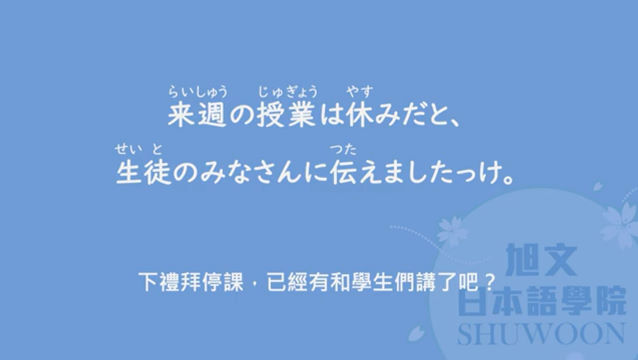 らいしゅう じゅぎょう やす
来週の授業は休みだと、
せいと つた
生徒のみなさんに伝えましたっけ。
下禮拜停課，已經有和學生們講了吧？
旭文
日本語學院
SHUWOON